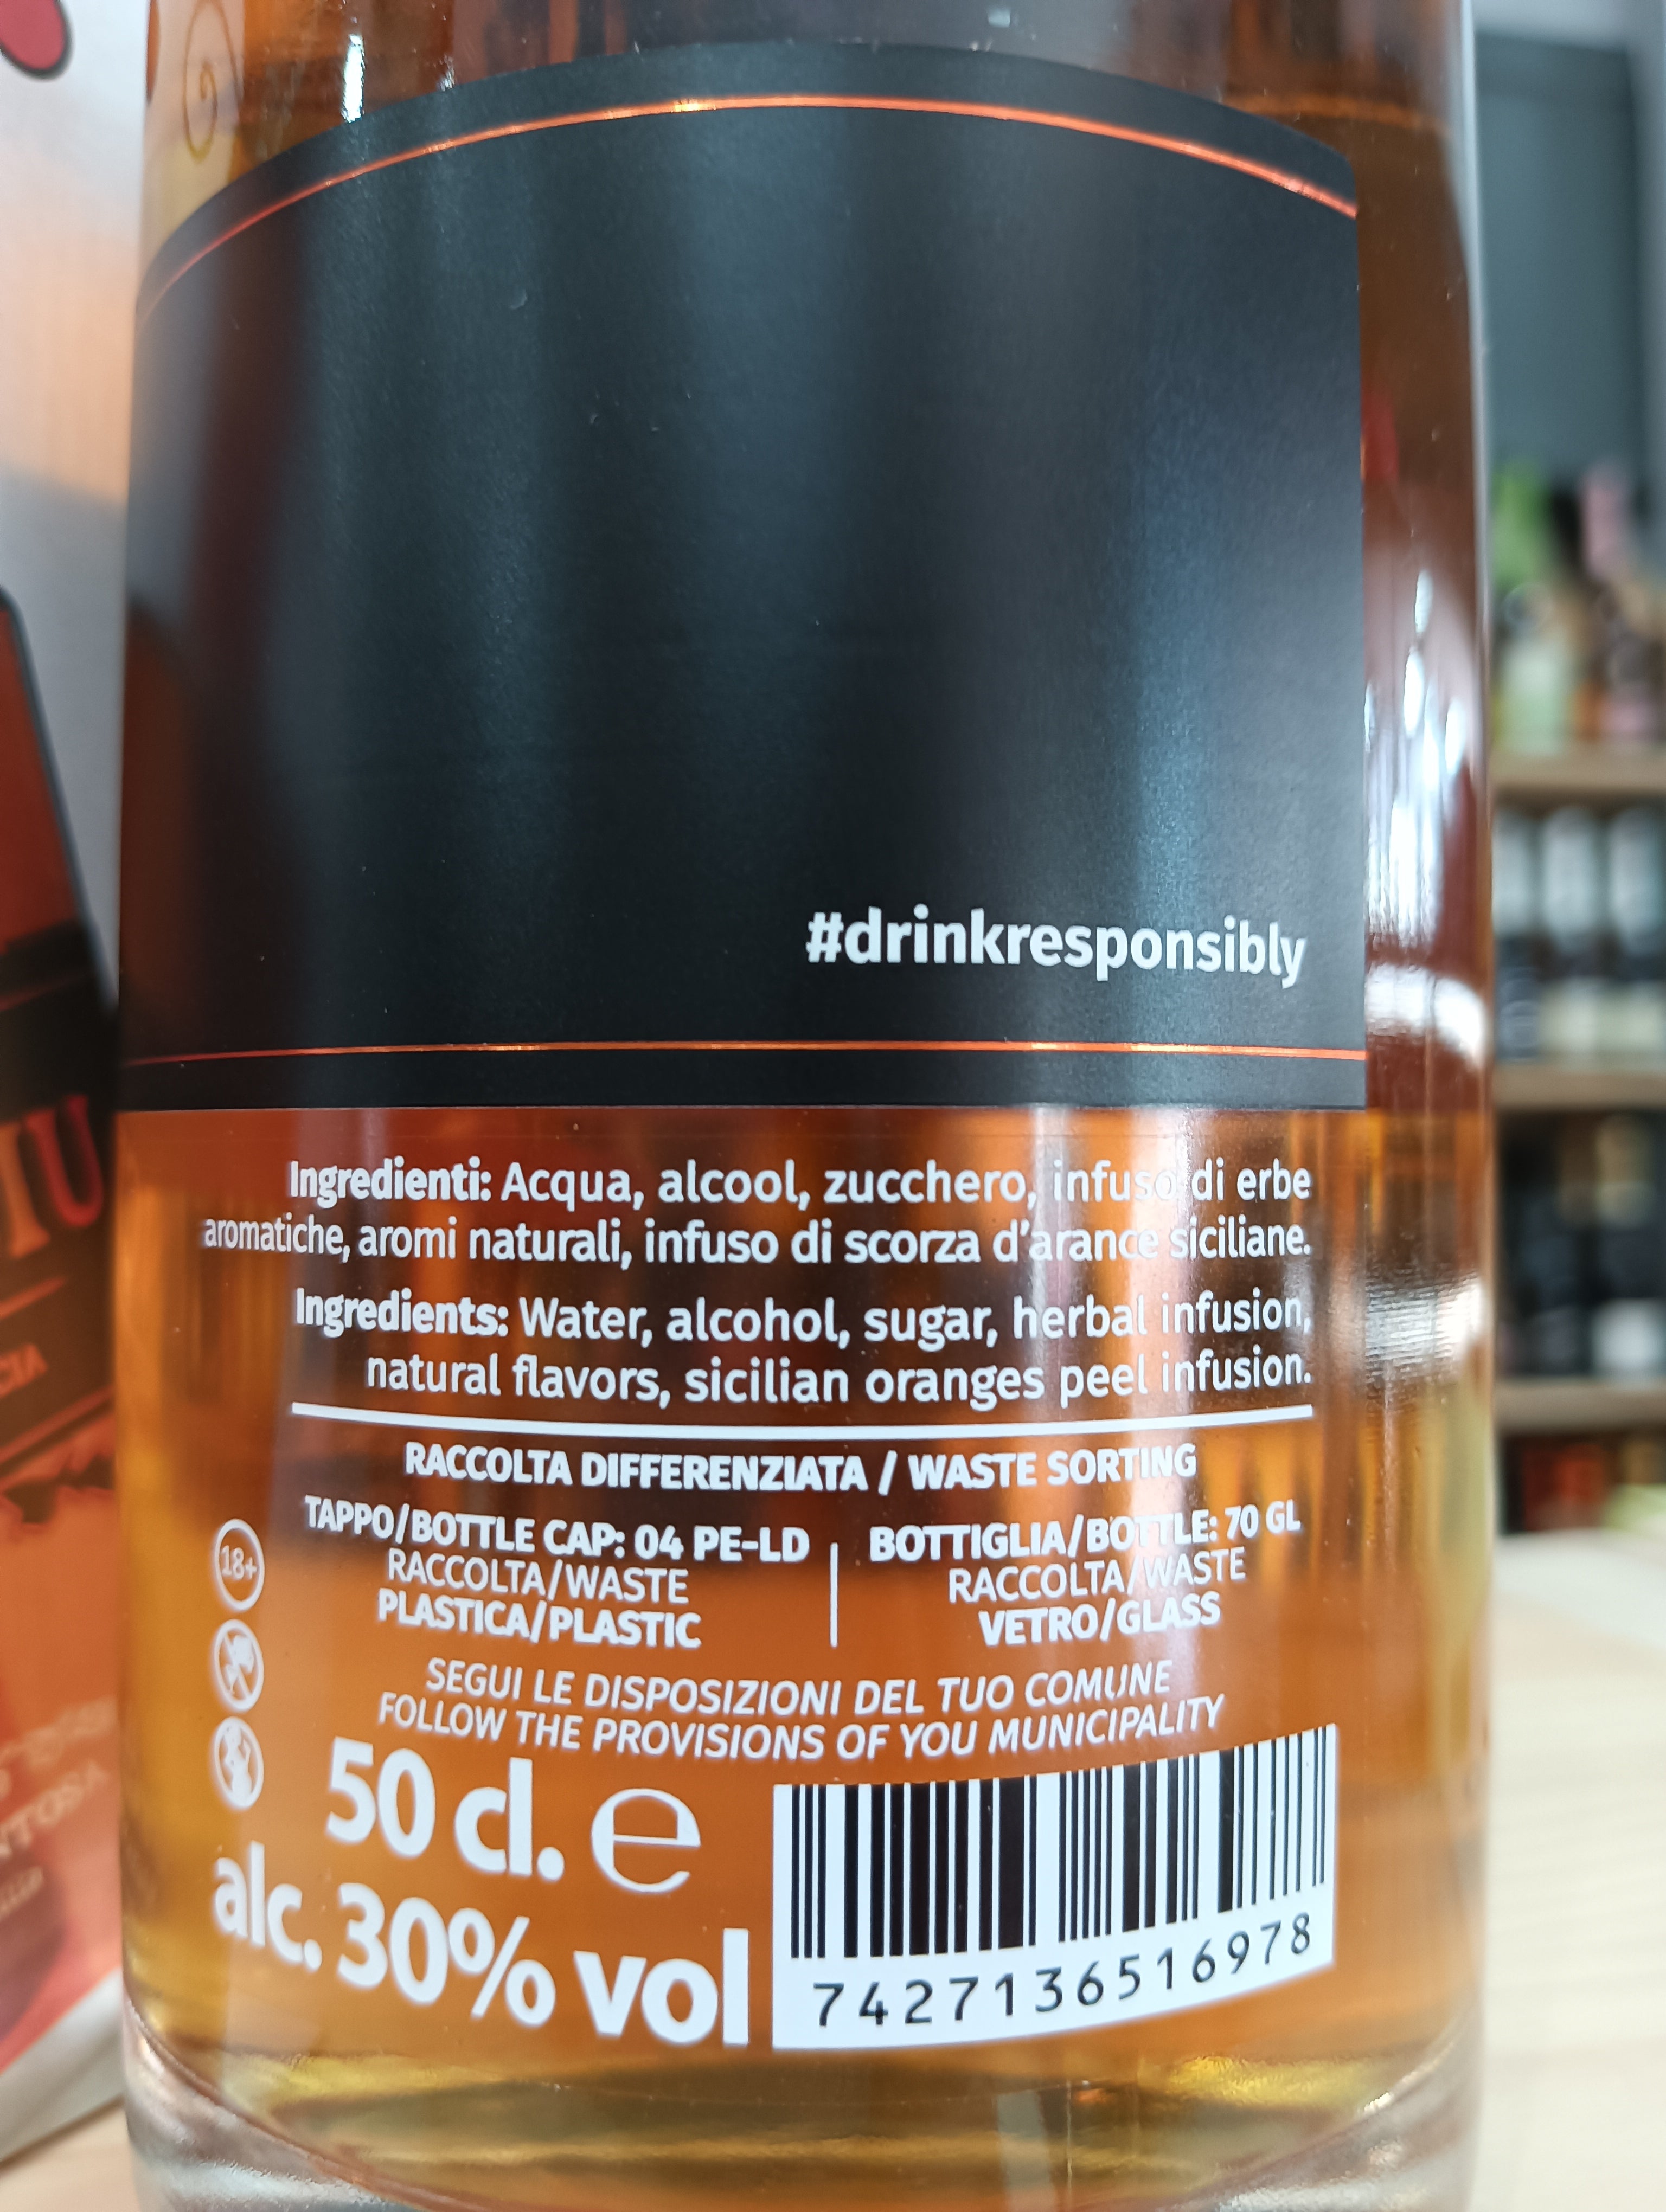 #drinkresponsibly
Ingredienti: Acqua, alcool, zucchero, infuso di erbe
aromatiche, aromi naturali, infuso di scorza d'arance siciliane.
Ingredients: Water, alcohol, sugar, herbal infusion,
natural flavors, sicilian oranges peel infusion.
RACCOLTA DIFFERENZIATA / WASTE SORTING
TAPPO/BOTTLE CAP: 04 PE-LD
RACCOLTA/WASTE
PLASTICA/PLASTIC
BOTTIGLIA/BOTTLE: 70 GL
RACCOLTA/WASTE
VETRO/GLASS
18+
SEGUI LE DISPOSIZIONI DEL TUO COMUNE
FOLLOW THE PROVISIONS OF YOU MUNICIPALITY
50 cl. ℮
alc. 30% vol
7427136516978